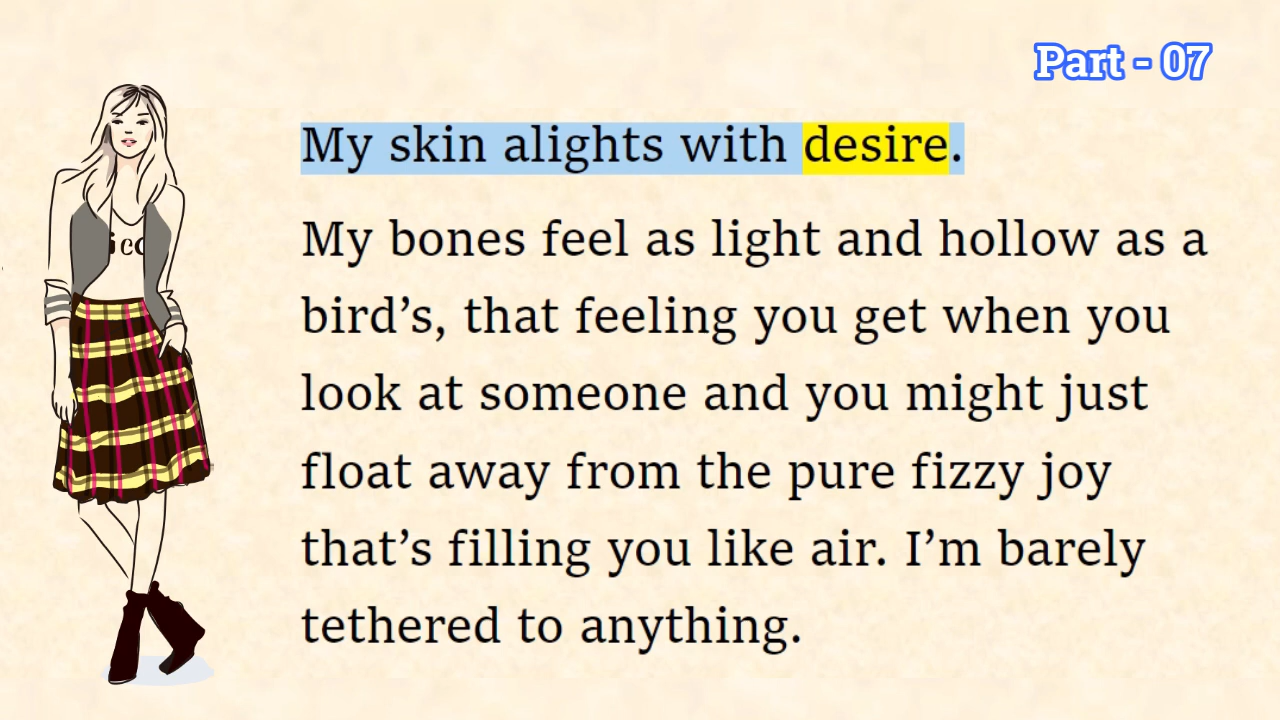 Part - 07
My skin alights with desire.
My bones feel as light and hollow as a
bird’s, that feeling you get when you
look at someone and you might just
float away from the pure fizzy joy
that’s filling you like air. I’m barely
tethered to anything.